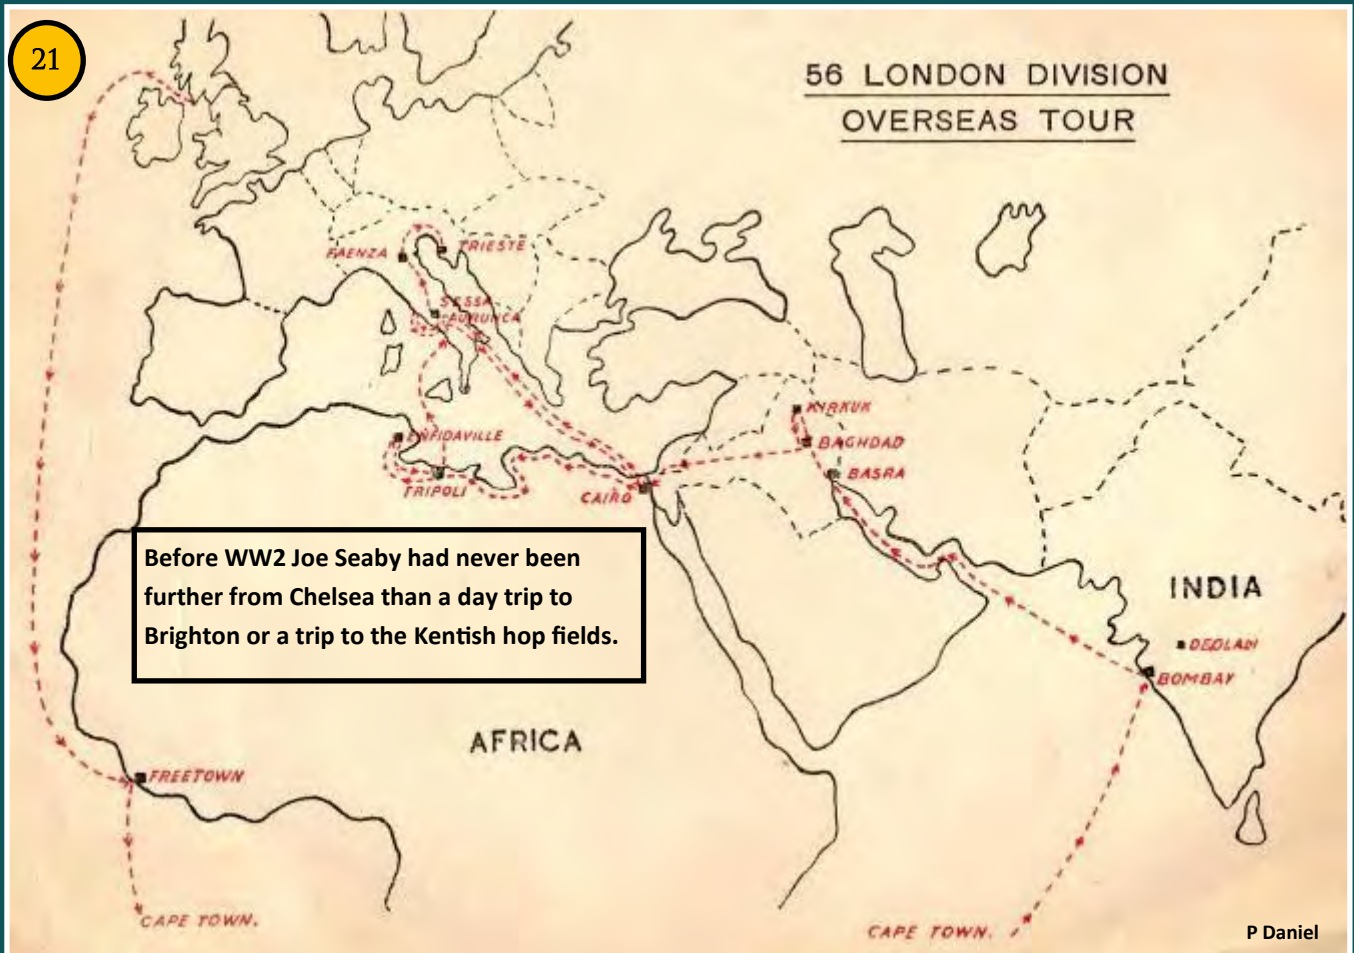 21
56 LONDON DIVISION
OVERSEAS TOUR
FAENZA
TRIESTE
SESSA
AURUNCA
ENFIDAVILLE
TRIPOLI
CAIRO
KIRKUK
BAGHDAD
BASRA
Before WW2 Joe Seaby had never been
further from Chelsea than a day trip to
Brighton or a trip to the Kentish hop fields.
INDIA
DEOLALI
BOMBAY
AFRICA
FREETOWN
CAPE TOWN.
CAPE TOWN.
P Daniel